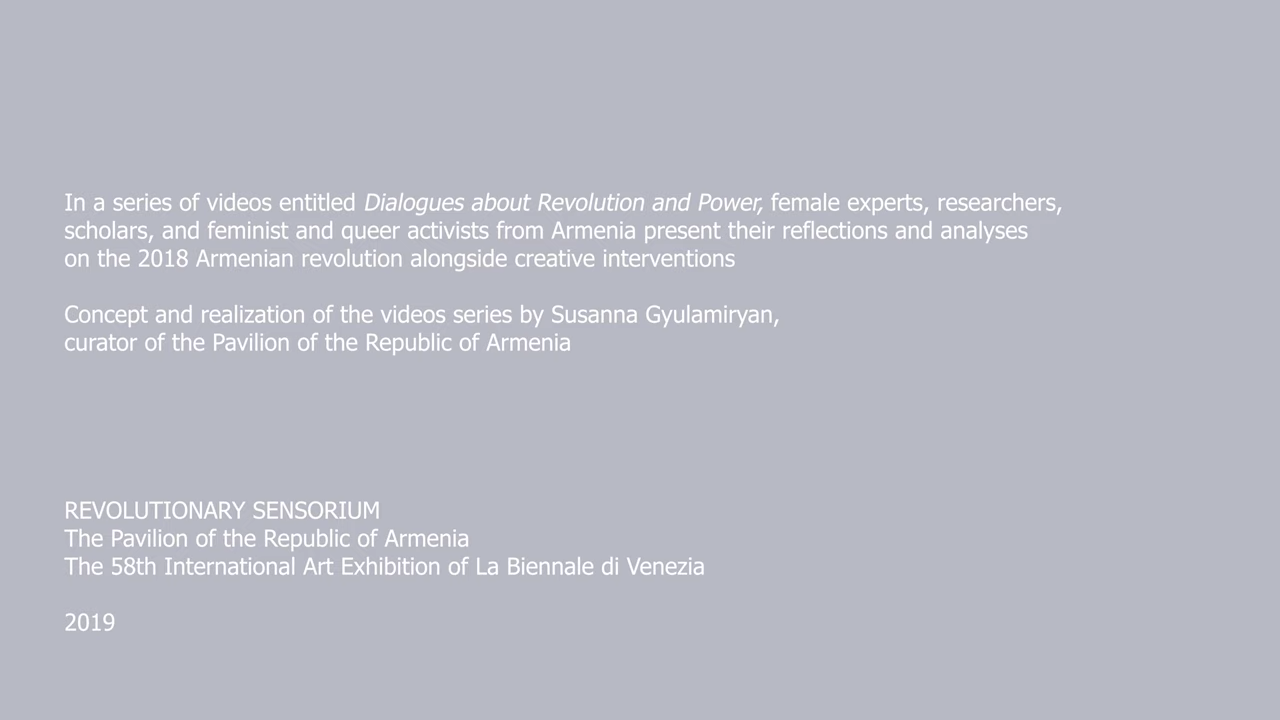 In a series of videos entitled Dialogues about Revolution and Power, female experts, researchers,
scholars, and feminist and queer activists from Armenia present their reflections and analyses
on the 2018 Armenian revolution alongside creative interventions
Concept and realization of the videos series by Susanna Gyulamiryan,
curator of the Pavilion of the Republic of Armenia
REVOLUTIONARY SENSORIUM
The Pavilion of the Republic of Armenia
The 58th International Art Exhibition of La Biennale di Venezia
2019